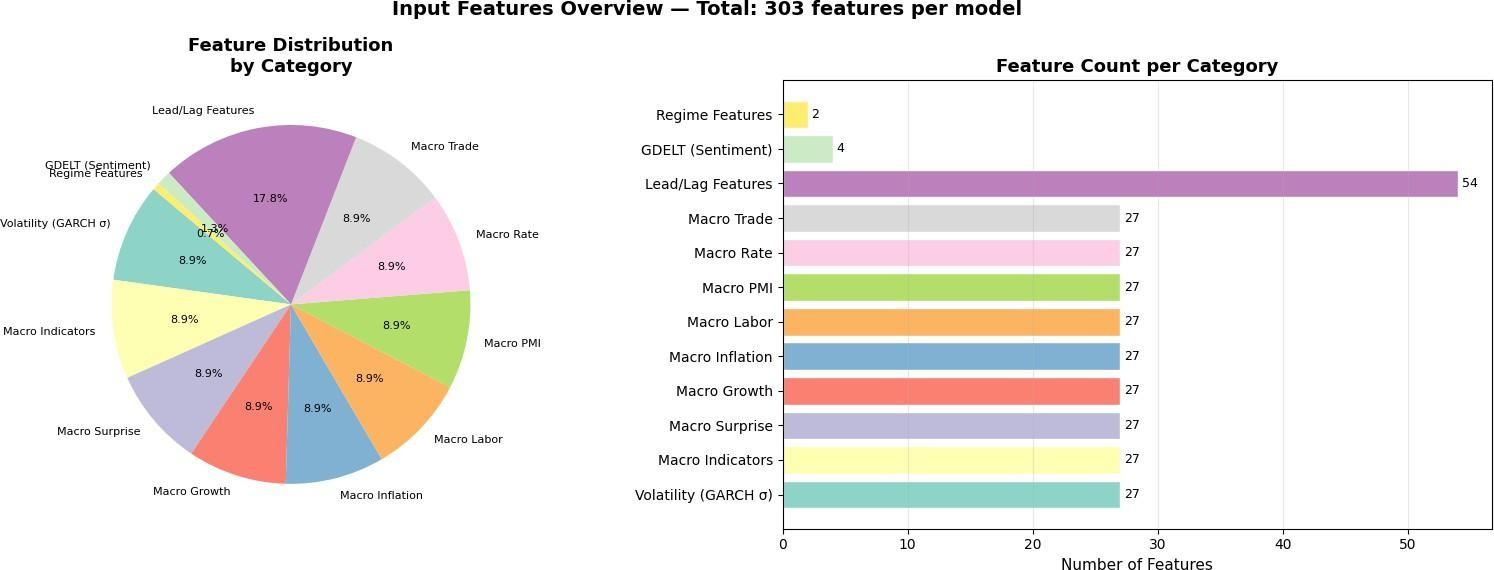 Input Features Overview — Total: 303 features per model
Feature Distribution
by Category
Lead/Lag Features
Macro Trade
GDELT (Sentiment)
Regime Features
17.8%
8.9%
Volatility (GARCH σ)
1.3%
0.7%
Macro Rate
8.9%
8.9%
Macro Indicators
8.9%
8.9%
Macro PMI
8.9%
8.9%
Macro Surprise
8.9%
8.9%
Macro Labor
Macro Growth
Macro Inflation
Feature Count per Category
Regime Features 2
GDELT (Sentiment) 4
Lead/Lag Features 54
Macro Trade 27
Macro Rate 27
Macro PMI 27
Macro Labor 27
Macro Inflation 27
Macro Growth 27
Macro Surprise 27
Macro Indicators 27
Volatility (GARCH σ) 27
0 10 20 30 40 50
Number of Features